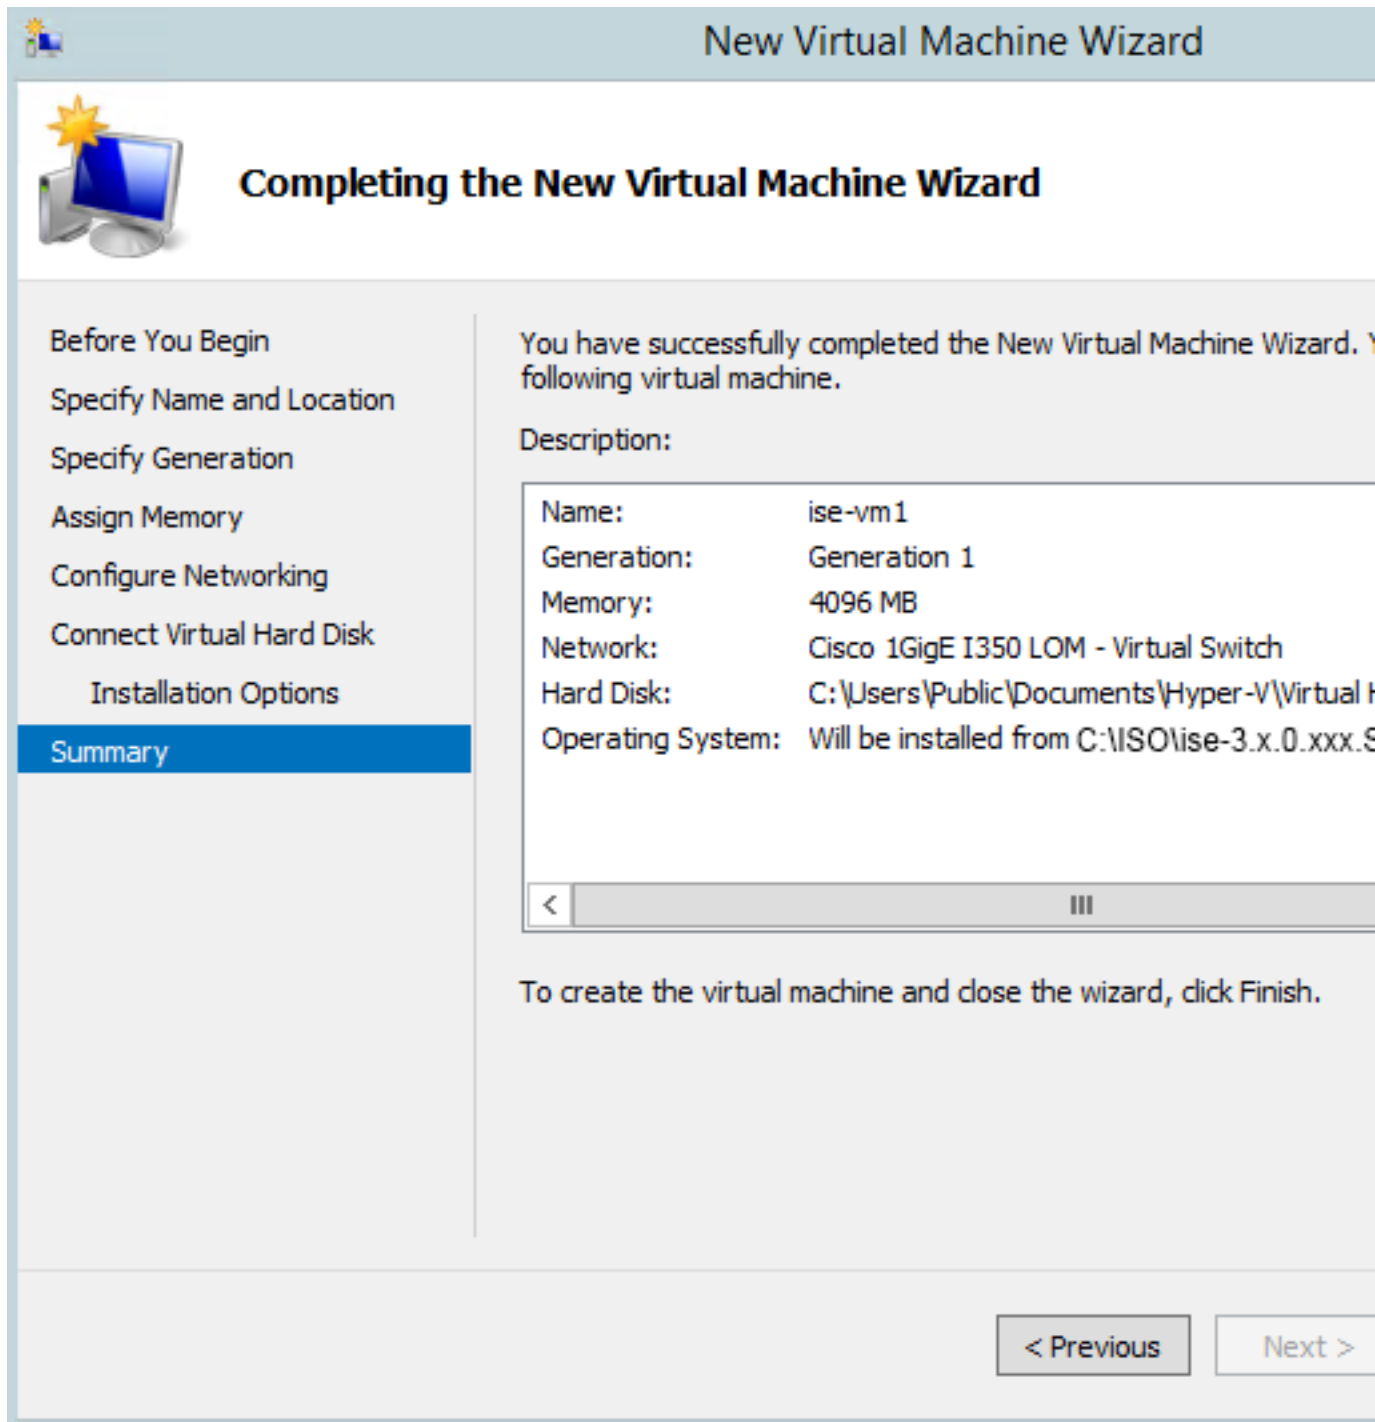 New Virtual Machine Wizard
Completing the New Virtual Machine Wizard
Before You Begin
Specify Name and Location
Specify Generation
Assign Memory
Configure Networking
Connect Virtual Hard Disk
Installation Options
Summary
You have successfully completed the New Virtual Machine Wizard.
following virtual machine.
Description:
Name: ise-vm1
Generation: Generation 1
Memory: 4096 MB
Network: Cisco 1GigE I350 LOM - Virtual Switch
Hard Disk: C:\Users\Public\Documents\Hyper-V\Virtual
Operating System: Will be installed from C:\ISO\ise-3.x.0.xxx.S
To create the virtual machine and close the wizard, click Finish.
< Previous
Next >